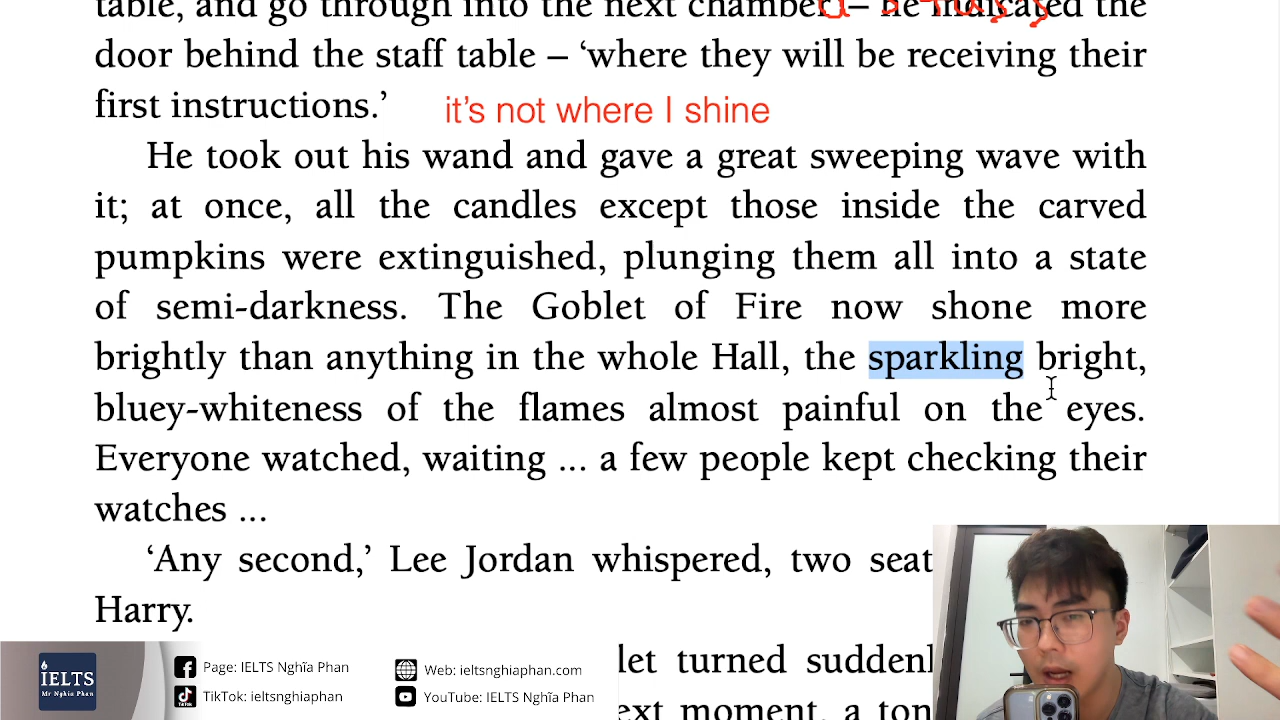 table, and go through into the next chamber – he indicated the
door behind the staff table – ‘where they will be receiving their
first instructions.’ it's not where I shine
He took out his wand and gave a great sweeping wave with
it; at once, all the candles except those inside the carved
pumpkins were extinguished, plunging them all into a state
of semi-darkness. The Goblet of Fire now shone more
brightly than anything in the whole Hall, the sparkling bright,
bluey-whiteness of the flames almost painful on the eyes.
Everyone watched, waiting ... a few people kept checking their
watches ...
‘Any second,’ Lee Jordan whispered, two seat
Harry.
let turned suddenl
ext moment, a ton
IELTS
Mr Nghia Phan
Page: IELTS Nghĩa Phan
TikTok: ieltsnghiaphan
Web: ieltsnghiaphan.com
YouTube: IELTS Nghĩa Phan